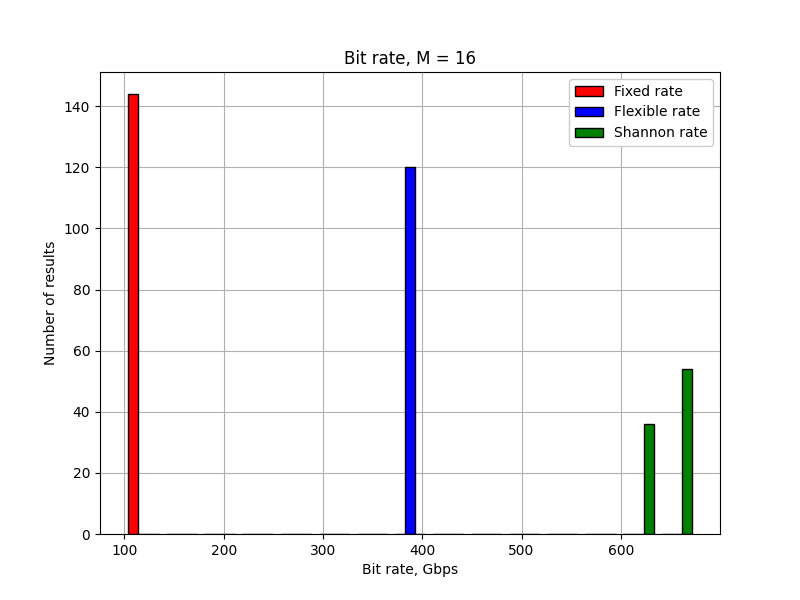 Bit rate, M = 16
Fixed rate
Flexible rate
Shannon rate
Number of results
140
120
100
80
60
40
20
0
100 200 300 400 500 600
Bit rate, Gbps